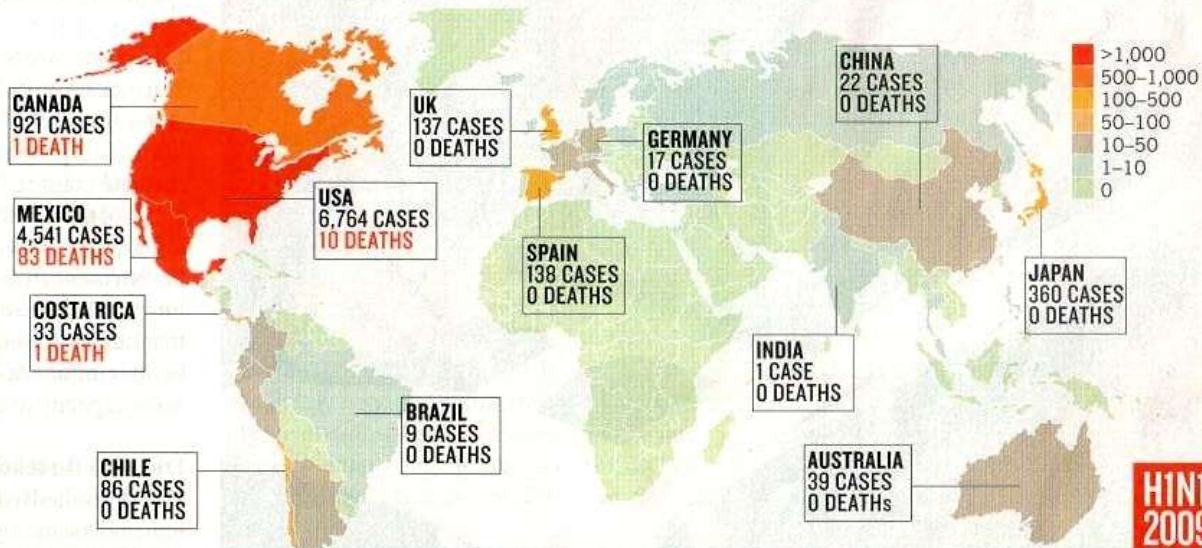 CANADA
921 CASES
1 DEATH
MEXICO
4,541 CASES
83 DEATHS
COSTA RICA
33 CASES
1 DEATH
CHILE
86 CASES
0 DEATHS
USA
6,764 CASES
10 DEATHS
BRAZIL
9 CASES
0 DEATHS
UK
137 CASES
0 DEATHS
SPAIN
138 CASES
0 DEATHS
GERMANY
17 CASES
0 DEATHS
CHINA
22 CASES
0 DEATHS
INDIA
1 CASE
0 DEATHS
JAPAN
360 CASES
0 DEATHS
AUSTRALIA
39 CASES
0 DEATHs
>1,000
500–1,000
100–500
50–100
10–50
1–10
0
H1N1
2009